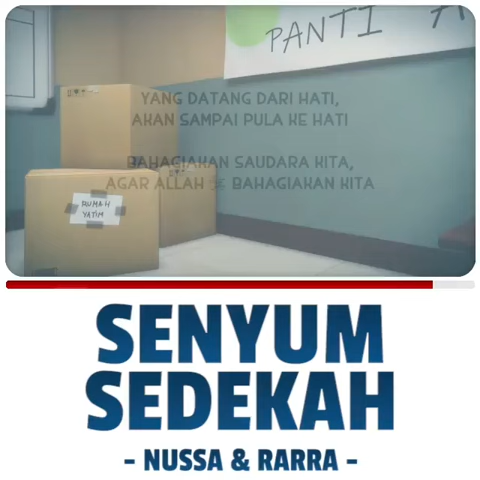 PANTI A
YANG DATANG DARI HATI,
AKAN SAMPAI PULA KE HATI
BAHAGIAKAN SAUDARA KITA,
AGAR ALLAH ﷻ BAHAGIAKAN KITA
RUMAH
YATIM
SENYUM
SEDEKAH
- NUSSA & RARRA -